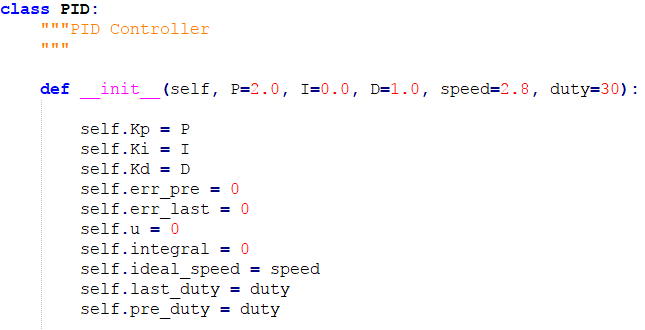 class PID:
    """PID Controller
    """
    def __init__(self, P=2.0, I=0.0, D=1.0, speed=2.8, duty=30):
        self.Kp = P
        self.Ki = I
        self.Kd = D
        self.err_pre = 0
        self.err_last = 0
        self.u = 0
        self.integral = 0
        self.ideal_speed = speed
        self.last_duty = duty
        self.pre_duty = duty